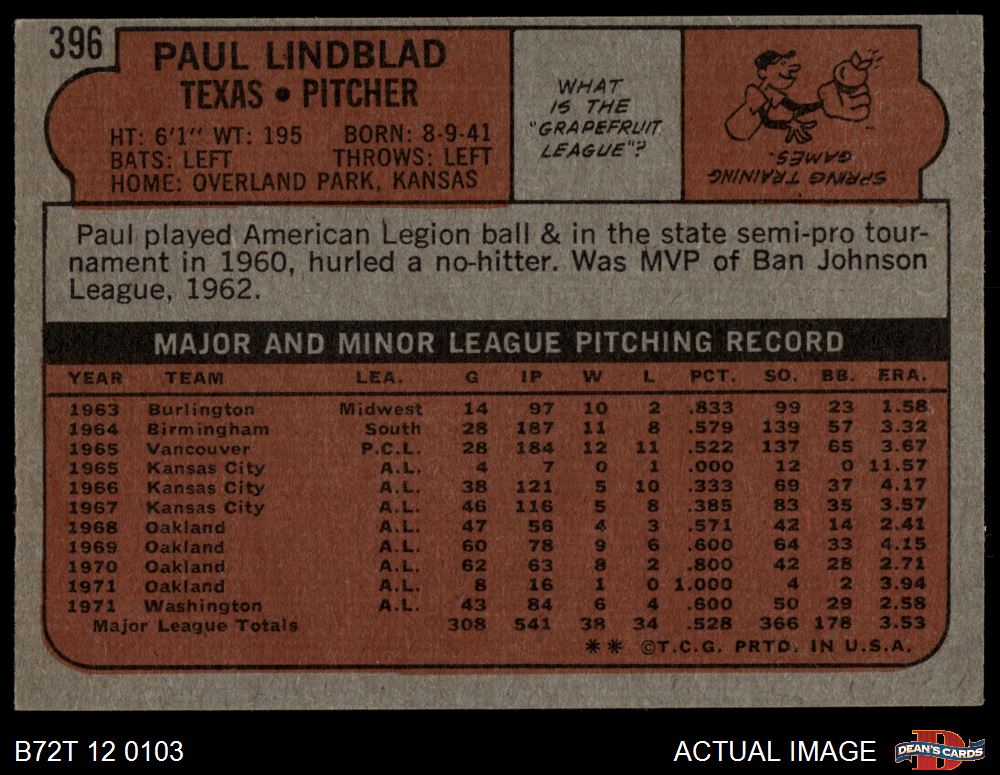 396
PAUL LINDBLAD
TEXAS • PITCHER
HT: 6'1" WT: 195 BORN: 8-9-41
BATS: LEFT THROWS: LEFT
HOME: OVERLAND PARK, KANSAS
WHAT
IS THE
"GRAPEFRUIT
LEAGUE"?
SPRING TRAINING
GAMES.
Paul played American Legion ball & in the state semi-pro tour-
nament in 1960, hurled a no-hitter. Was MVP of Ban Johnson
League, 1962.
MAJOR AND MINOR LEAGUE PITCHING RECORD
YEAR TEAM LEA. G IP W L PCT. SO. BB. ERA.
1963 Burlington Midwest 14 97 10 2 .833 99 23 1.58
1964 Birmingham South 28 187 11 8 .579 139 57 3.32
1965 Vancouver P.C.L. 28 184 12 11 .522 137 65 3.67
1965 Kansas City A.L. 4 7 0 1 .000 12 0 11.57
1966 Kansas City A.L. 38 121 5 10 .333 69 37 4.17
1967 Kansas City A.L. 46 116 5 8 .385 83 35 3.57
1968 Oakland A.L. 47 56 4 3 .571 42 14 2.41
1969 Oakland A.L. 60 78 9 6 .600 64 33 4.15
1970 Oakland A.L. 62 63 8 2 .800 42 28 2.71
1971 Oakland A.L. 8 16 1 0 1.000 4 2 3.94
1971 Washington A.L. 43 84 6 4 .600 50 29 2.58
Major League Totals 308 541 38 34 .528 366 178 3.53
** ©T.C.G. PRTD. IN U.S.A.
B72T 12 0103
ACTUAL IMAGE
D
DEAN'S CARDS